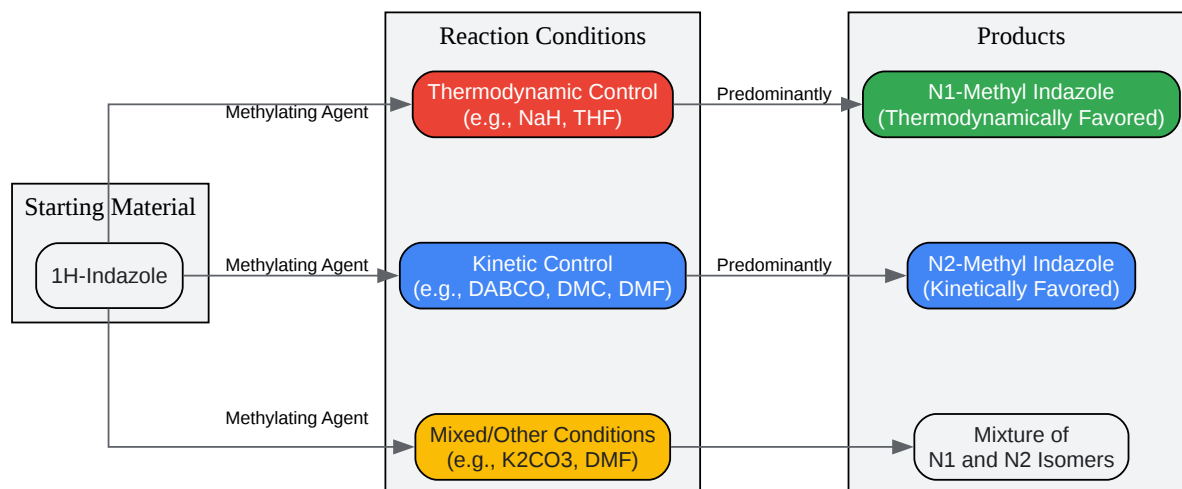 Reaction Conditions
Products
Thermodynamic Control
(e.g., NaH, THF)
Predominantly
N1-Methyl Indazole
(Thermodynamically Favored)
Methylating Agent
Starting Material
1H-Indazole
Methylating Agent
Kinetic Control
(e.g., DABCO, DMC, DMF)
Predominantly
N2-Methyl Indazole
(Kinetically Favored)
Methylating Agent
Mixed/Other Conditions
(e.g., K2CO3, DMF)
Mixture of
N1 and N2 Isomers